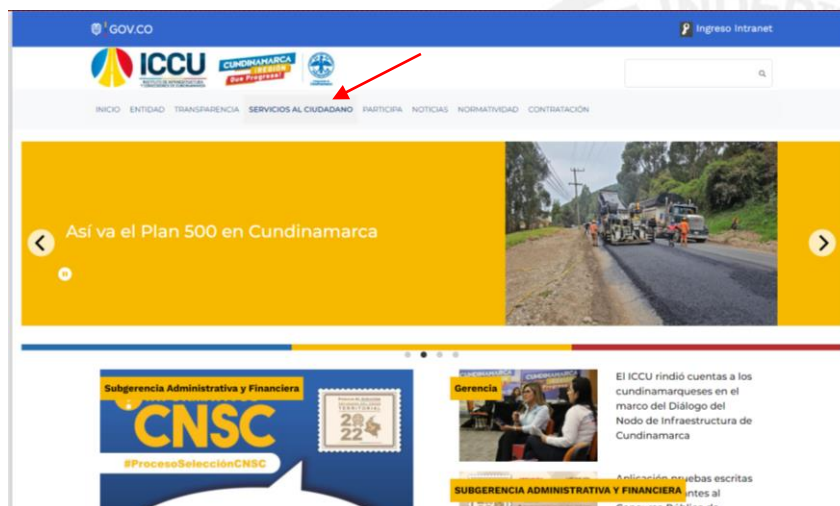 GOV.CO
Ingreso Intranet
ICCU
CUNDINAMARCA
¡REGIÓN
Que Progresa!
INICIO ENTIDAD TRANSPARENCIA SERVICIOS AL CIUDADANO PARTICIPA NOTICIAS NORMATIVIDAD CONTRATACIÓN
Así va el Plan 500 en Cundinamarca
Subgerencia Administrativa y Financiera
CNSC
#ProcesoSelecciónCNSC
TERRITORIAL
2022
Gerencia
El ICCU rindió cuentas a los
cundinamarqueses en el
marco del Diálogo del
Nodo de Infraestructura de
Cundinamarca
SUBGERENCIA ADMINISTRATIVA Y FINANCIERA
Aplicación pruebas escritas